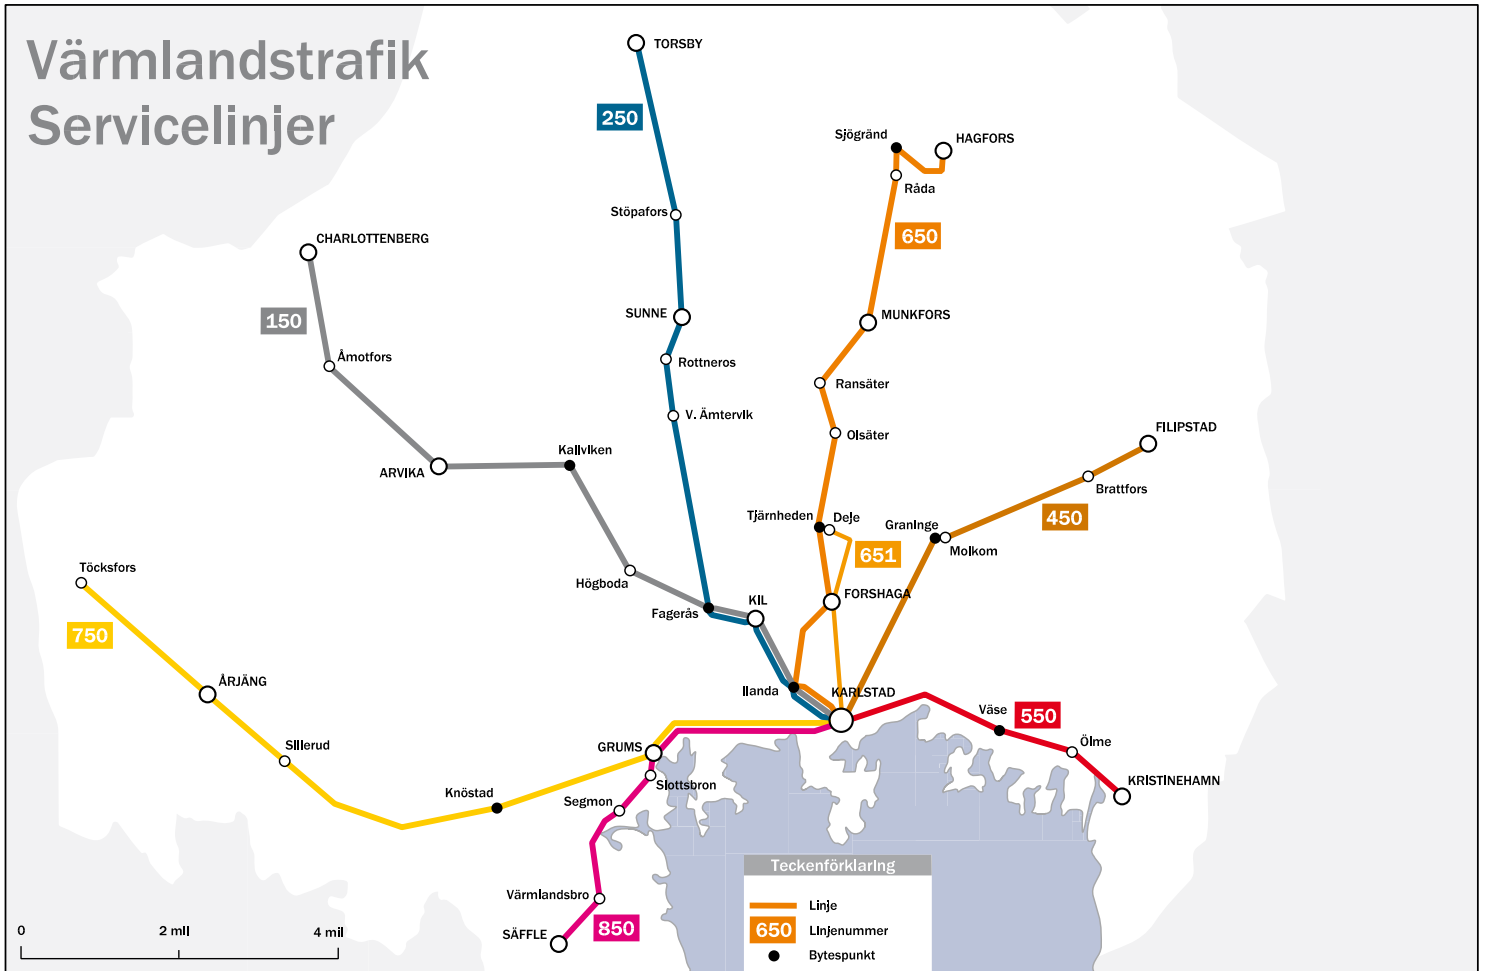 Värmlandstrafik
Servicelinjer
TORSBY
250
Sjögränd
HAGFORS
Råda
Stöpafors
650
CHARLOTTENBERG
SUNNE
MUNKFORS
150
Åmotfors
Rottneros
Ransäter
V. Ämtervik
Olsäter
FILIPSTAD
Kallviken
ARVIKA
Brattfors
Tjärnheden
Deje
Graninge
450
Molkom
651
Töcksfors
Högboda
FORSHAGA
KIL
Fagerås
750
ÅRJÄNG
Ilanda
KARLSTAD
Väse
550
Sillerud
GRUMS
Ölme
KRISTINEHAMN
Slottsbron
Knöstad
Segmon
Teckenförklaring
Värmlandsbro
Linje
850
650
Linjenummer
SÄFFLE
0
2 mil
4 mil
Bytespunkt